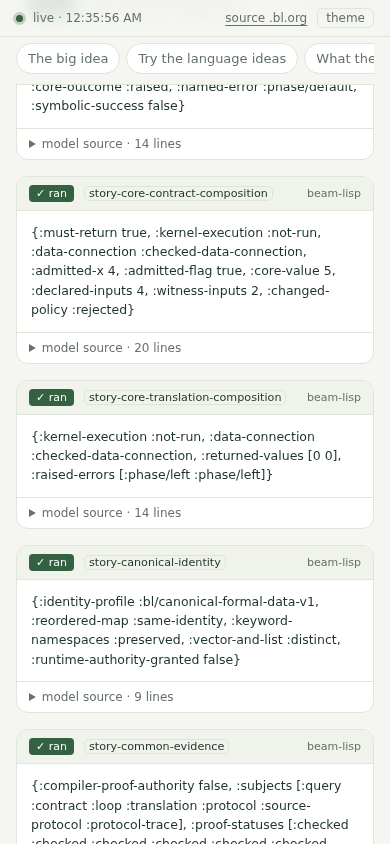 live · 12:35:56 AM
source .bl.org
theme
The big idea
Try the language ideas
What the
:core-outcome :raised, :named-error :phase/default,
:symbolic-success false}
▶ model source · 14 lines
✓ ran story-core-contract-composition beam-lisp
{:must-return true, :kernel-execution :not-run,
:data-connection :checked-data-connection,
:admitted-x 4, :admitted-flag true, :core-value 5,
:declared-inputs 4, :witness-inputs 2, :changed-
policy :rejected}
▶ model source · 20 lines
✓ ran story-core-translation-composition beam-lisp
{:kernel-execution :not-run, :data-connection
:checked-data-connection, :returned-values [0 0],
:raised-errors [:phase/left :phase/left]}
▶ model source · 14 lines
✓ ran story-canonical-identity beam-lisp
{:identity-profile :bl/canonical-formal-data-v1,
:reordered-map :same-identity, :keyword-
namespaces :preserved, :vector-and-list :distinct,
:runtime-authority-granted false}
▶ model source · 9 lines
✓ ran story-common-evidence beam-lisp
{:compiler-proof-authority false, :subjects [:query
:contract :loop :translation :protocol :source-
protocol :protocol-trace], :proof-statuses [:checked
:checked :checked :checked :checked :checked